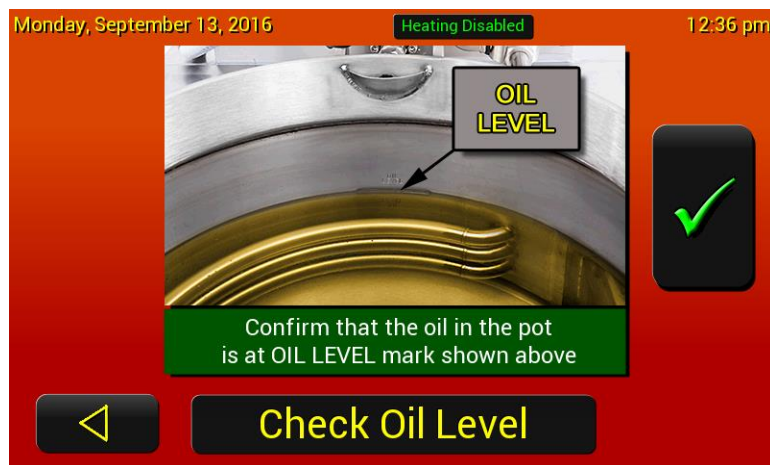 Monday, September 13, 2016
Heating Disabled
12:36 pm
OIL
LEVEL
Confirm that the oil in the pot
is at OIL LEVEL mark shown above
Check Oil Level